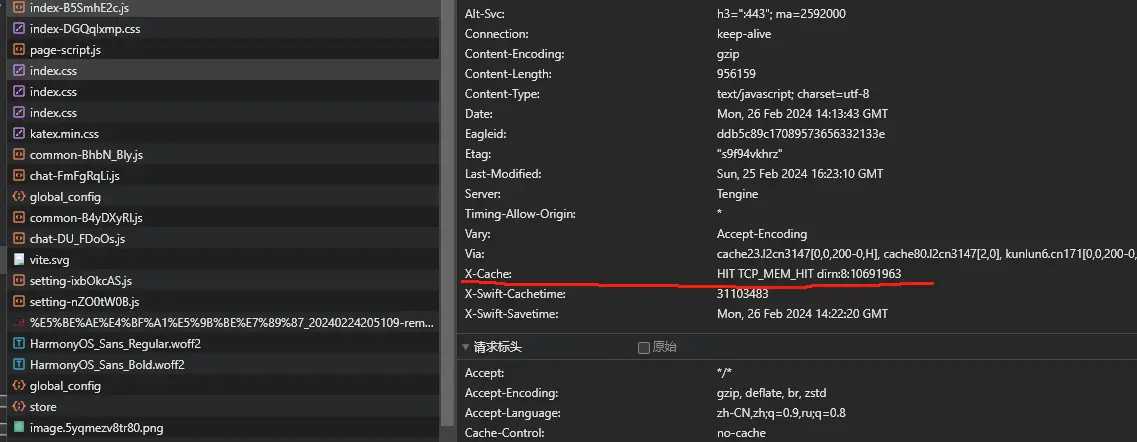 index-B5SmhE2c.js
index-DGQqlxmp.css
page-script.js
index.css
index.css
index.css
katex.min.css
common-BhbN_Bly.js
chat-FmFgRqLi.js
global_config
common-B4yDXyRl.js
chat-DU_FDoOs.js
vite.svg
setting-ixbOkcAS.js
setting-nZO0tW0B.js
%E5%BE%AE%E4%BF%A1%E5%9B%BE%E7%89%87_20240224205109-rem...
HarmonyOS_Sans_Regular.woff2
HarmonyOS_Sans_Bold.woff2
global_config
store
image.5yqmezv8tr80.png
Alt-Svc: h3=":443"; ma=2592000
Connection: keep-alive
Content-Encoding: gzip
Content-Length: 956159
Content-Type: text/javascript; charset=utf-8
Date: Mon, 26 Feb 2024 14:13:43 GMT
Eagleid: ddb5c89c17089573656332133e
Etag: "s9f94vkhrz"
Last-Modified: Sun, 25 Feb 2024 16:23:10 GMT
Server: Tengine
Timing-Allow-Origin: *
Vary: Accept-Encoding
Via: cache23.l2cn3147[0,0,200-0,H], cache80.l2cn3147[2,0], kunlun6.cn171[0,0,200-0,
X-Cache: HIT TCP_MEM_HIT dirn:8:10691963
X-Swift-Cachetime: 31103483
X-Swift-Savetime: Mon, 26 Feb 2024 14:22:20 GMT
请求标头 原始
Accept: */*
Accept-Encoding: gzip, deflate, br, zstd
Accept-Language: zh-CN,zh;q=0.9,ru;q=0.8
Cache-Control: no-cache